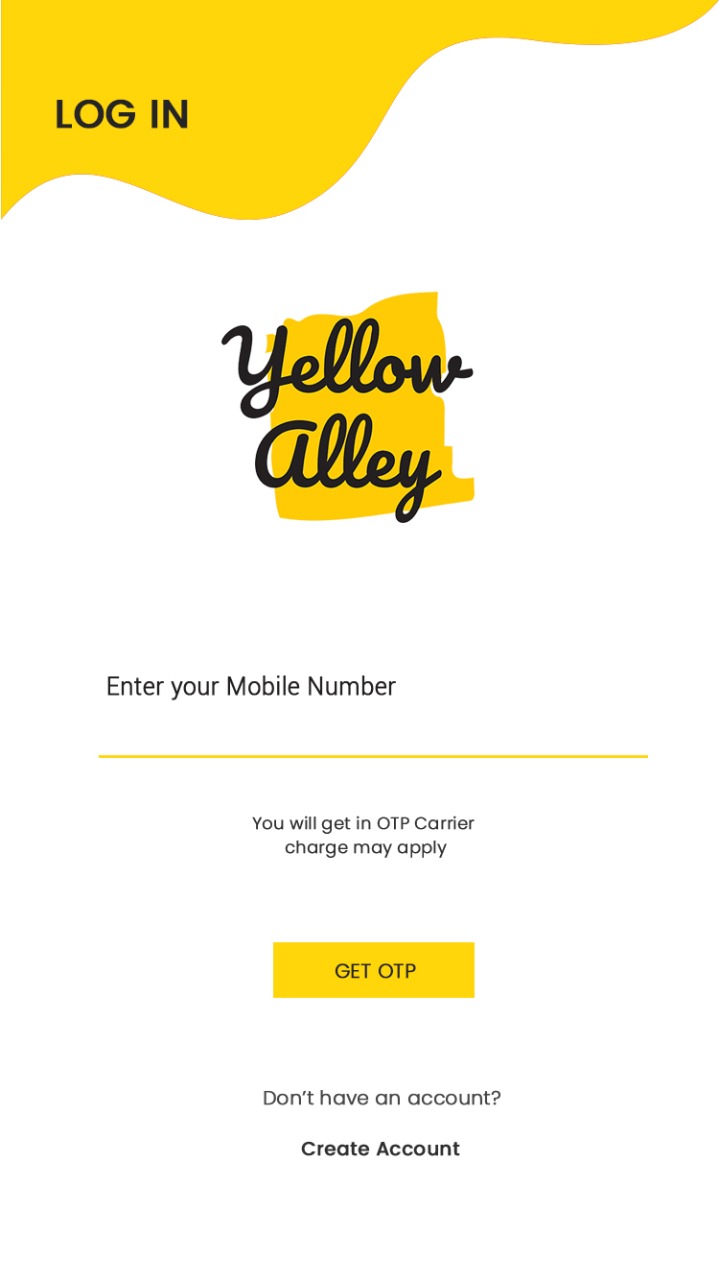 LOG IN
Yellow
Alley
Enter your Mobile Number
You will get in OTP Carrier
charge may apply
GET OTP
Don’t have an account?
Create Account